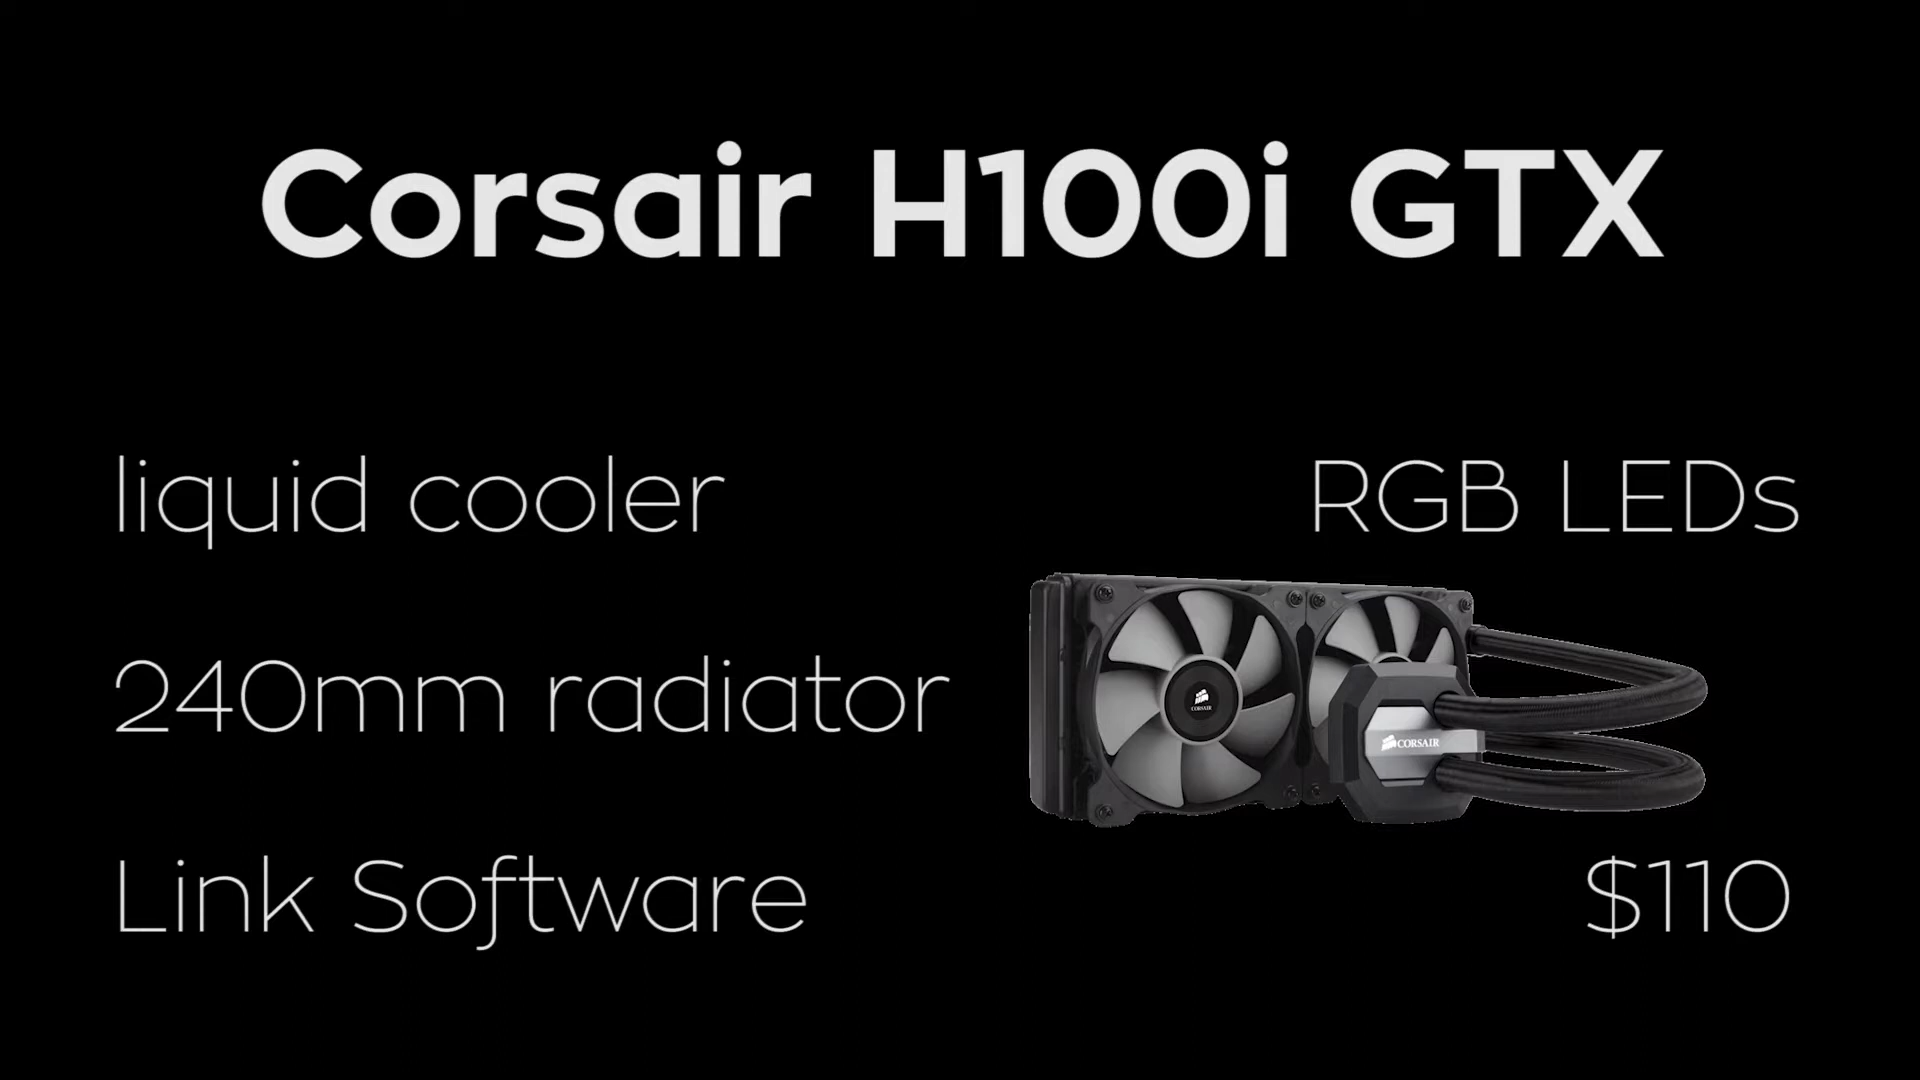 Corsair H100i GTX
liquid cooler
RGB LEDs
240mm radiator
CORSAIR
CORSAIR
Link Software
$110